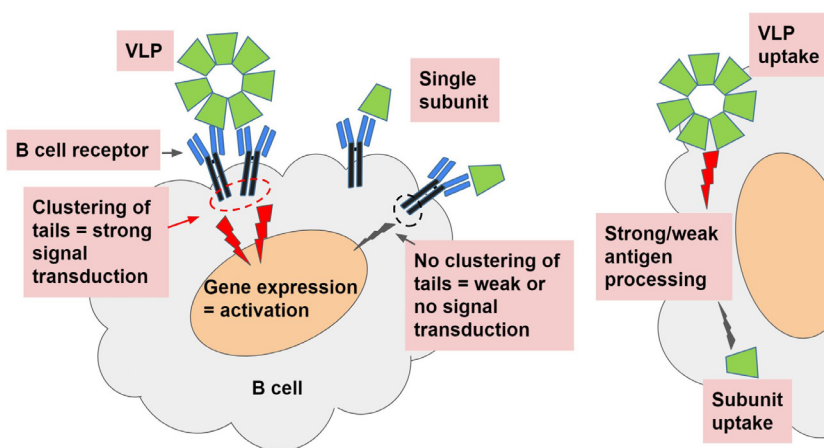 VLP
Single
subunit
B cell receptor
Clustering of
tails = strong
signal
transduction
Gene expression
= activation
No clustering of
tails = weak or
no signal
transduction
B cell
VLP
uptake
Strong/weak
antigen
processing
Subunit
uptake